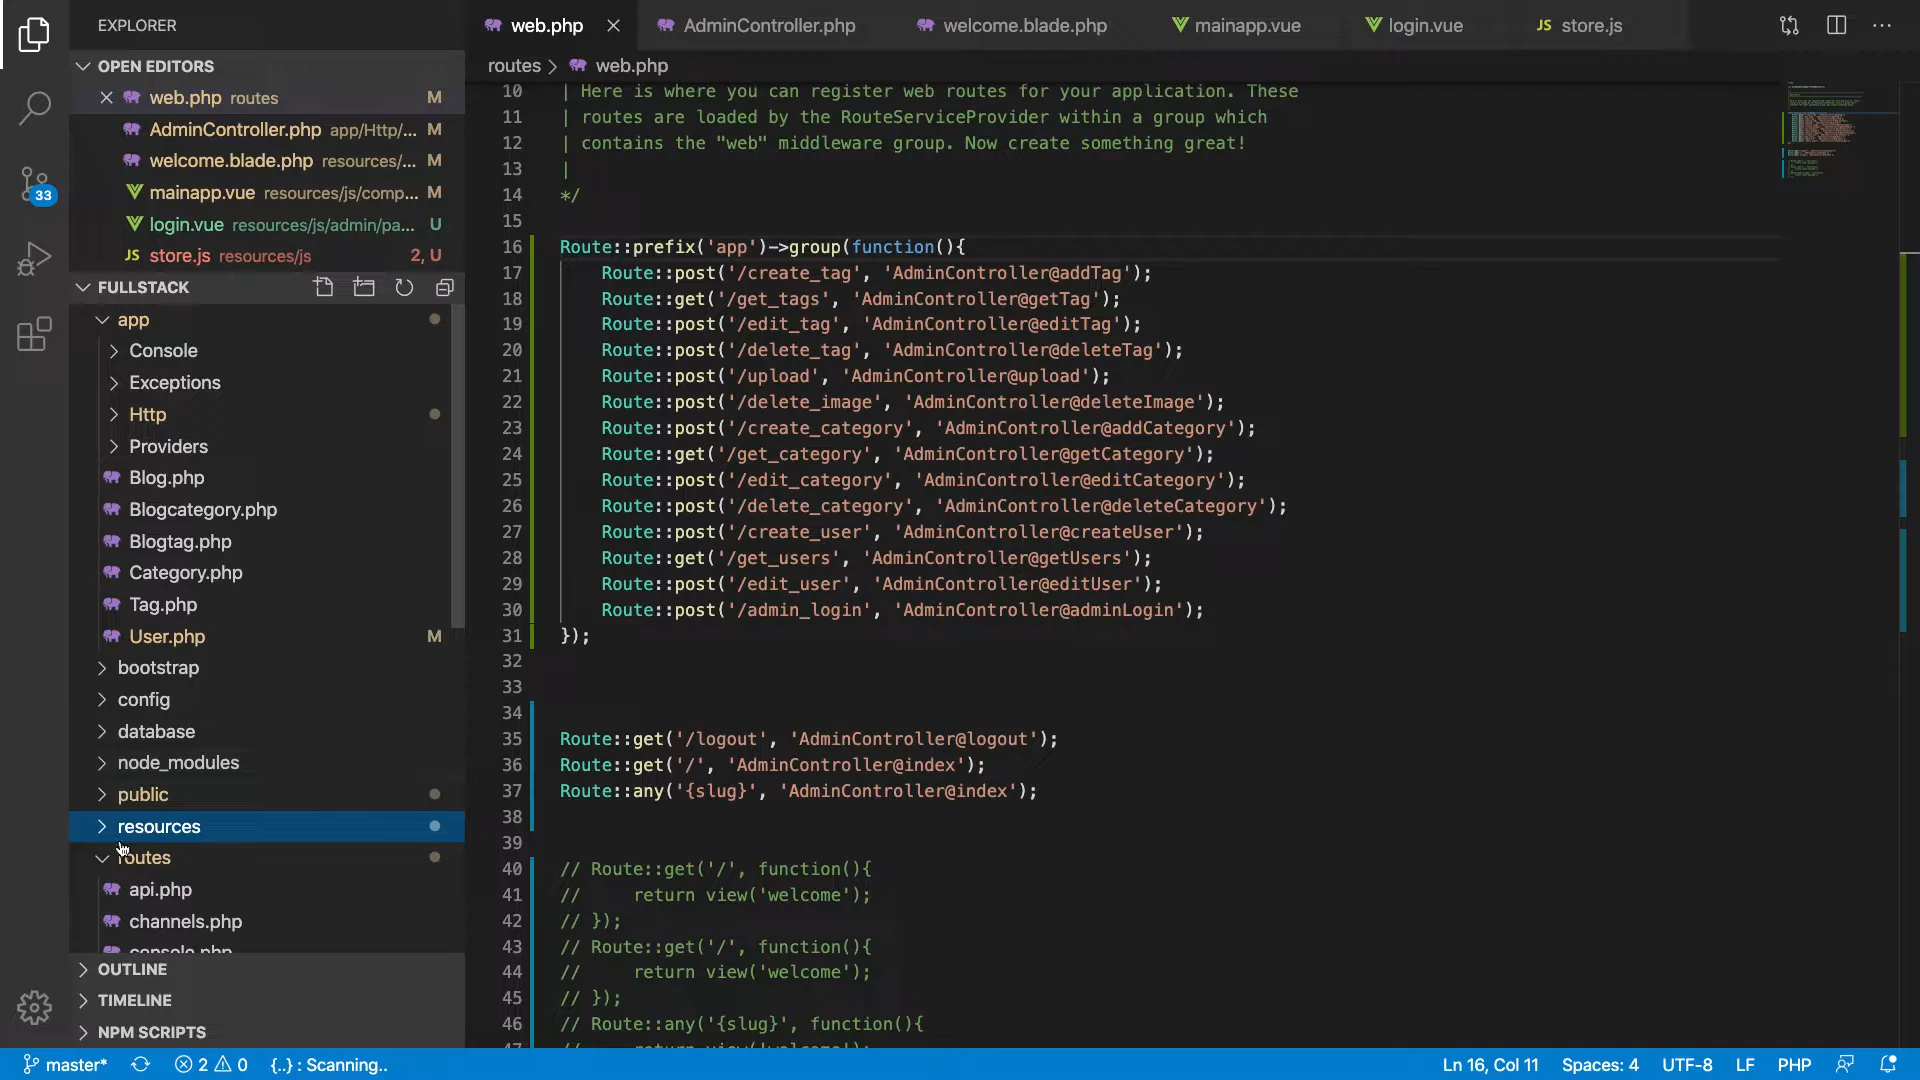 EXPLORER
web.php
AdminController.php
welcome.blade.php
mainapp.vue
login.vue
JS store.js
OPEN EDITORS
web.php routes M
AdminController.php app/Http/... M
welcome.blade.php resources/... M
mainapp.vue resources/js/comp... M
login.vue resources/js/admin/pa... U
JS store.js resources/js 2, U
33
FULLSTACK
app
Console
Exceptions
Http
Providers
Blog.php
Blogcategory.php
Blogtag.php
Category.php
Tag.php
User.php M
bootstrap
config
database
node_modules
public
resources
routes
api.php
channels.php
console.php
OUTLINE
TIMELINE
NPM SCRIPTS
routes > web.php
10 | Here is where you can register web routes for your application. These
11 | routes are loaded by the RouteServiceProvider within a group which
12 | contains the "web" middleware group. Now create something great!
13 |
14 */
15
16 Route::prefix('app')->group(function(){
17 Route::post('/create_tag', 'AdminController@addTag');
18 Route::get('/get_tags', 'AdminController@getTag');
19 Route::post('/edit_tag', 'AdminController@editTag');
20 Route::post('/delete_tag', 'AdminController@deleteTag');
21 Route::post('/upload', 'AdminController@upload');
22 Route::post('/delete_image', 'AdminController@deleteImage');
23 Route::post('/create_category', 'AdminController@addCategory');
24 Route::get('/get_category', 'AdminController@getCategory');
25 Route::post('/edit_category', 'AdminController@editCategory');
26 Route::post('/delete_category', 'AdminController@deleteCategory');
27 Route::post('/create_user', 'AdminController@createUser');
28 Route::get('/get_users', 'AdminController@getUsers');
29 Route::post('/edit_user', 'AdminController@editUser');
30 Route::post('/admin_login', 'AdminController@adminLogin');
31 });
32
33
34
35 Route::get('/logout', 'AdminController@logout');
36 Route::get('/', 'AdminController@index');
37 Route::any('{slug}', 'AdminController@index');
38
39
40 // Route::get('/', function(){
41 // return view('welcome');
42 // });
43 // Route::get('/', function(){
44 // return view('welcome');
45 // });
46 // Route::any('{slug}', function(){
47 // return view('welcome');
master* 2 0 {..} : Scanning.. Ln 16, Col 11 Spaces: 4 UTF-8 LF PHP